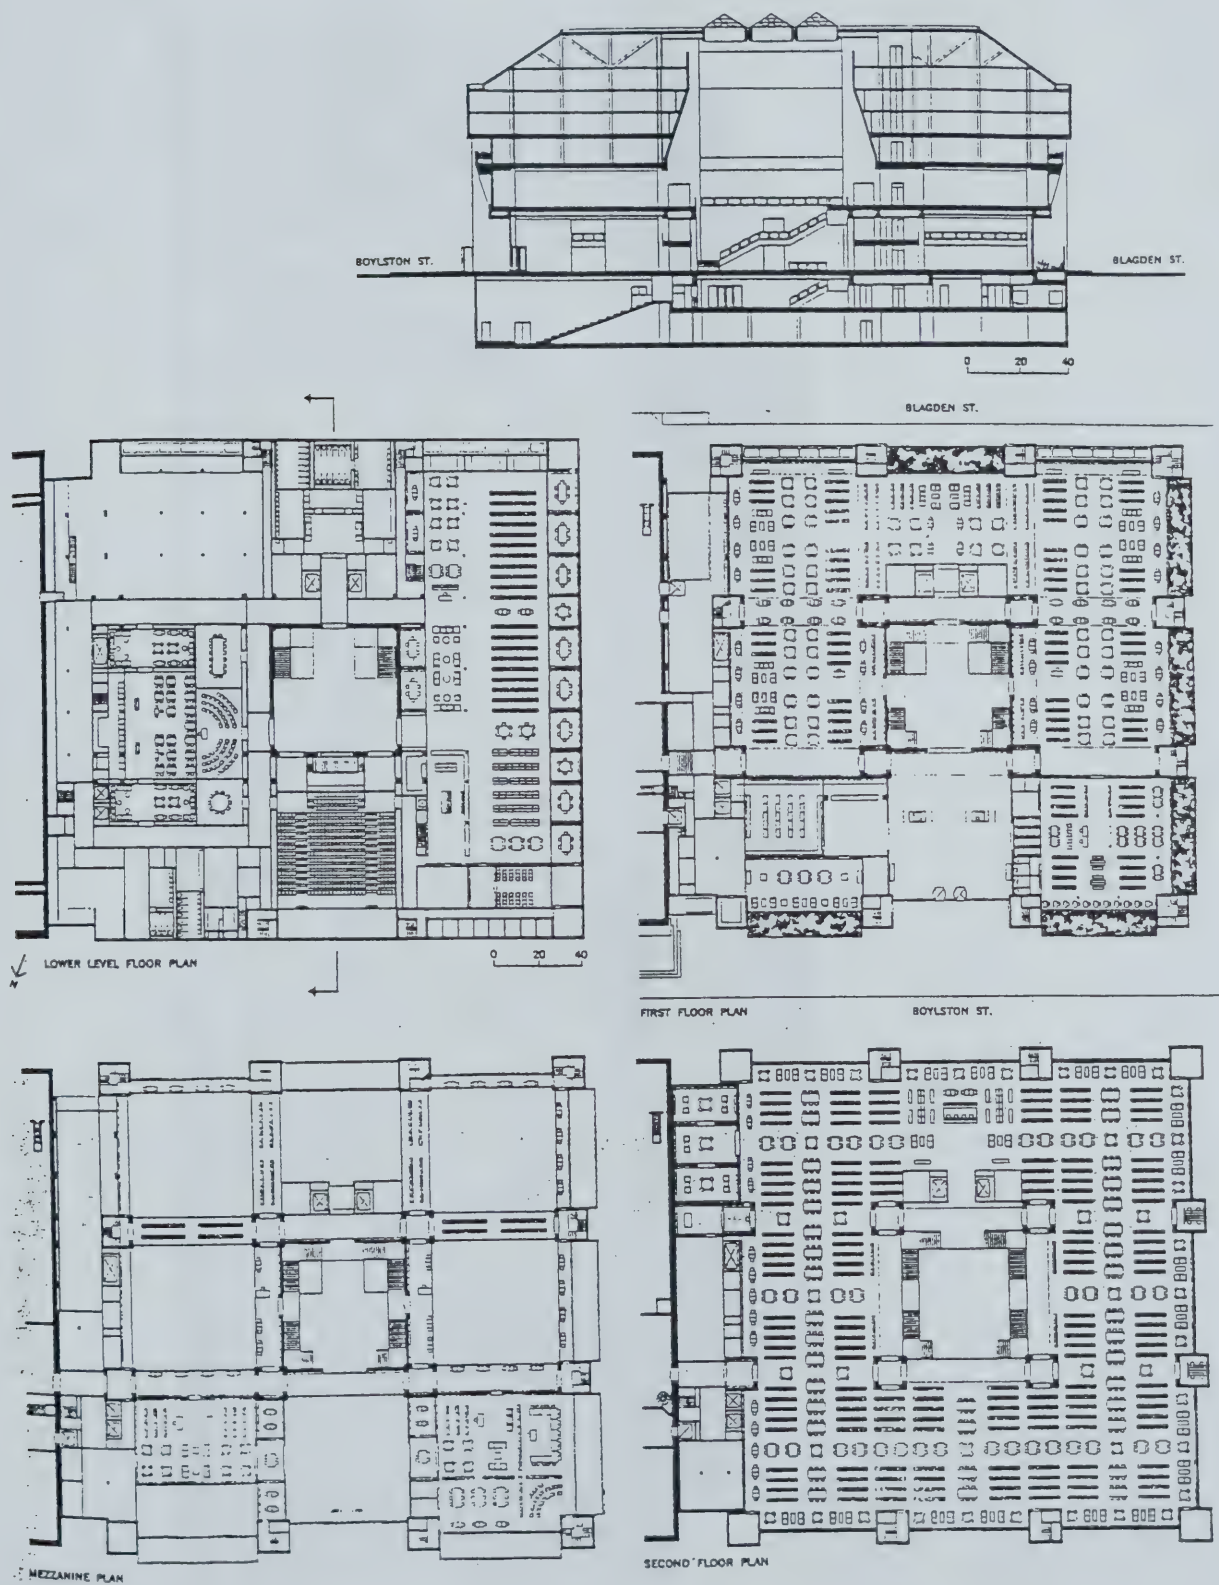 BOYLSTON ST.
BLAGDEN ST.
0 20 40
BLAGDEN ST.
N
LOWER LEVEL FLOOR PLAN
0 20 40
FIRST FLOOR PLAN
BOYLSTON ST.
MEZZANINE PLAN
SECOND FLOOR PLAN